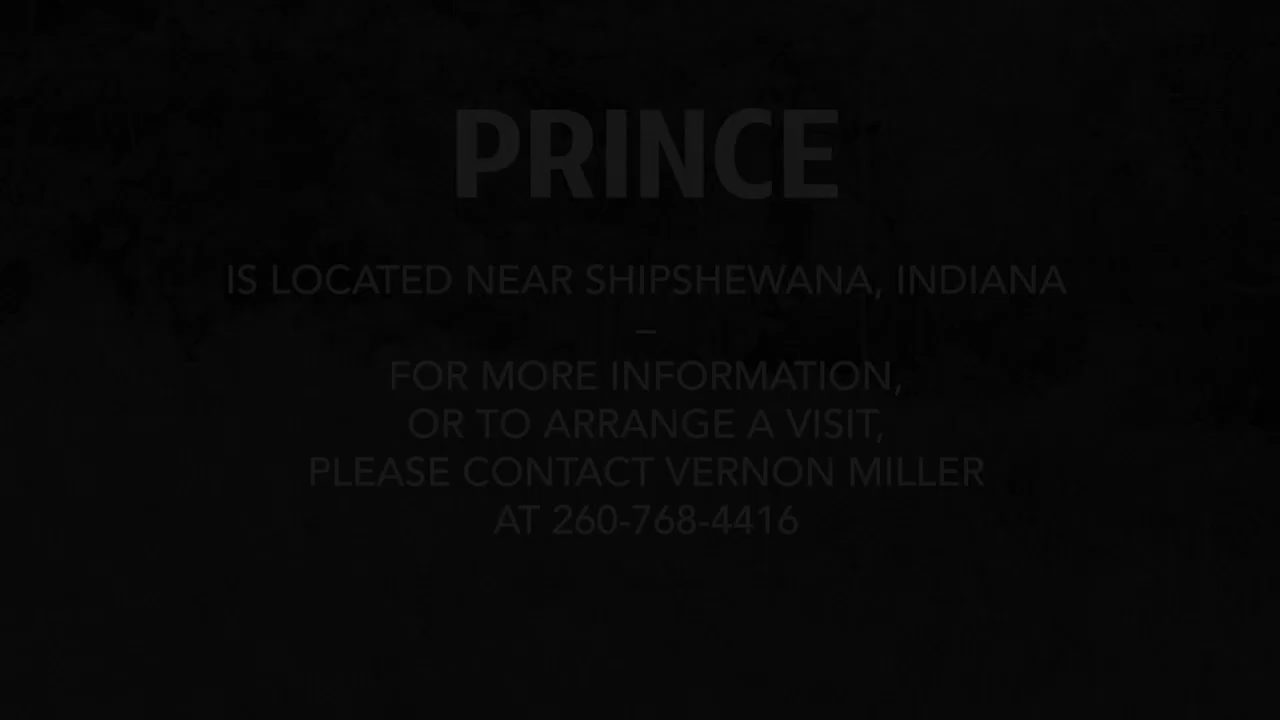 PRINCE
IS LOCATED NEAR SHIPSHEWANA, INDIANA
–
FOR MORE INFORMATION,
OR TO ARRANGE A VISIT,
PLEASE CONTACT VERNON MILLER
AT 260-768-4416